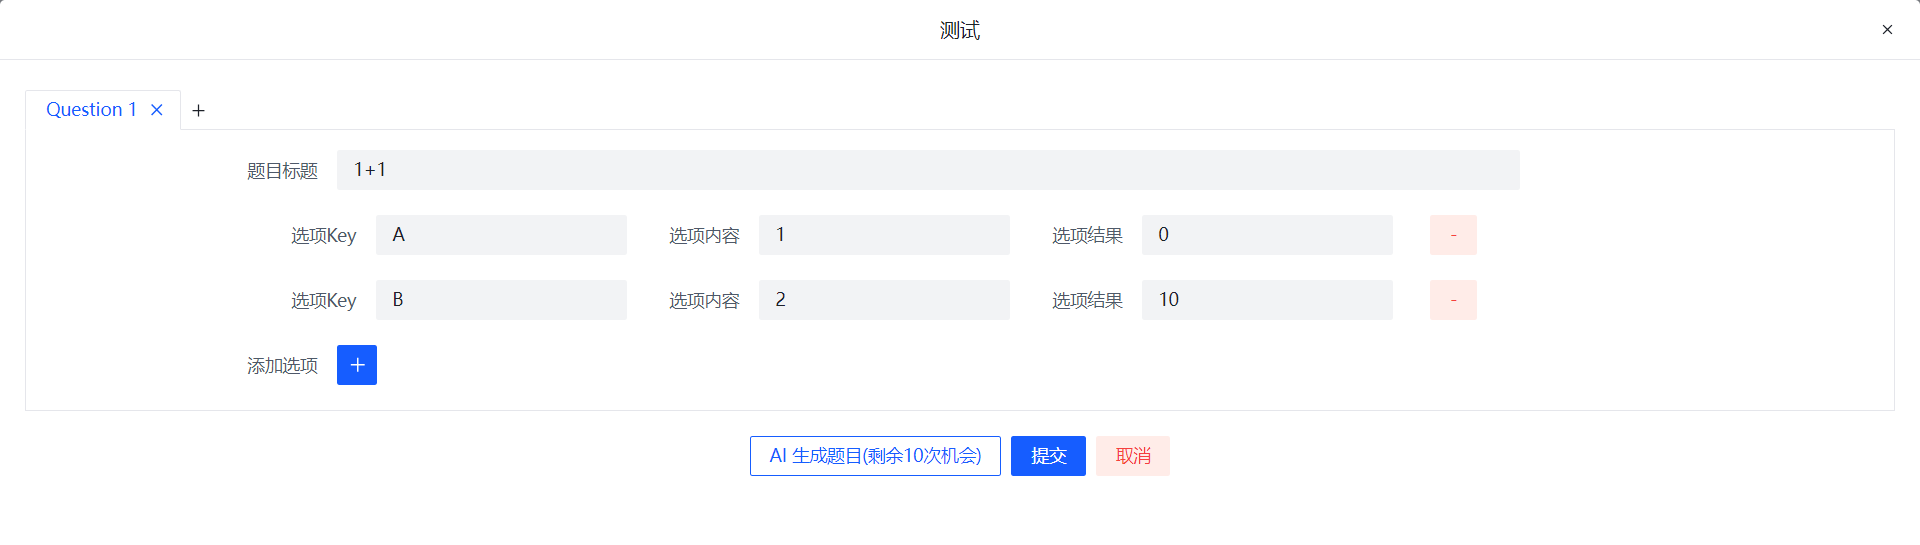 测试
Question 1
题目标题 1+1
选项Key A 选项内容 1 选项结果 0 -
选项Key B 选项内容 2 选项结果 10 -
添加选项 +
AI 生成题目(剩余10次机会) 提交 取消